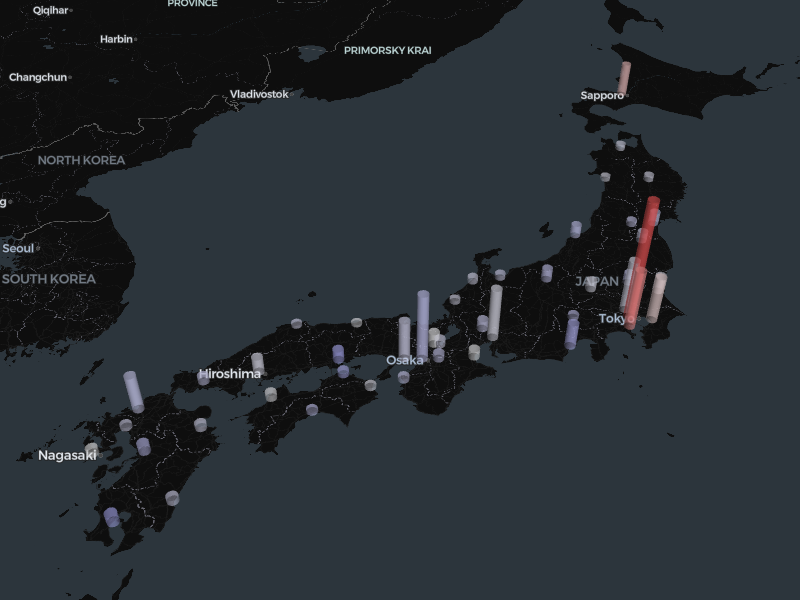 PROVINCE
Qiqihar
Harbin
PRIMORSKY KRAI
Changchun
Vladivostok
Sapporo
NORTH KOREA
Seoul
SOUTH KOREA
JAPAN
Tokyo
Osaka
Hiroshima
Nagasaki